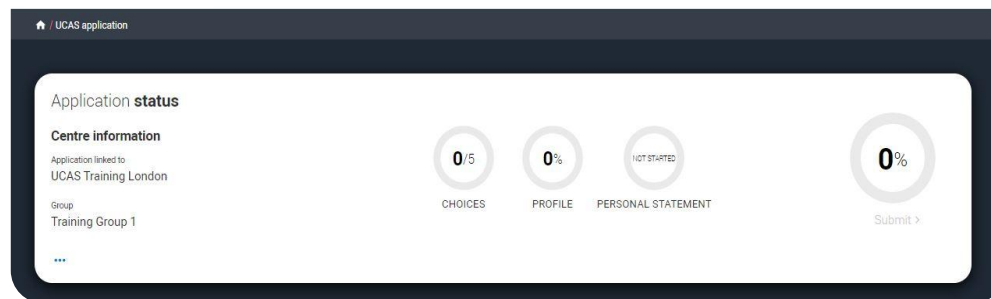 / UCAS application
Application status
Centre information
Application linked to
UCAS Training London
Group
Training Group 1
...
0/5
CHOICES
0%
PROFILE
NOT STARTED
PERSONAL STATEMENT
0%
Submit >